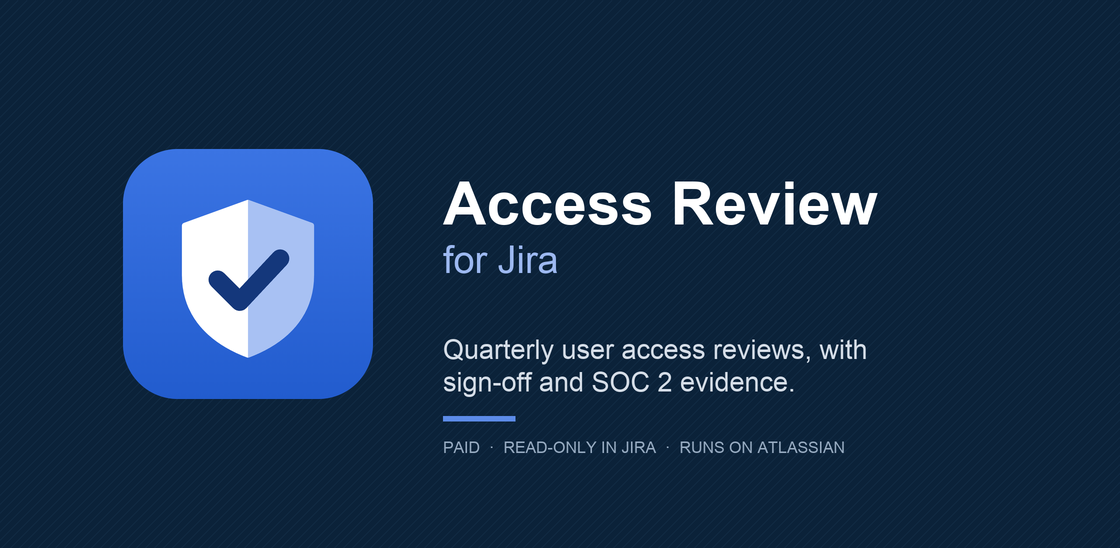 Access Review
for Jira
Quarterly user access reviews, with
sign-off and SOC 2 evidence.
PAID · READ-ONLY IN JIRA · RUNS ON ATLASSIAN